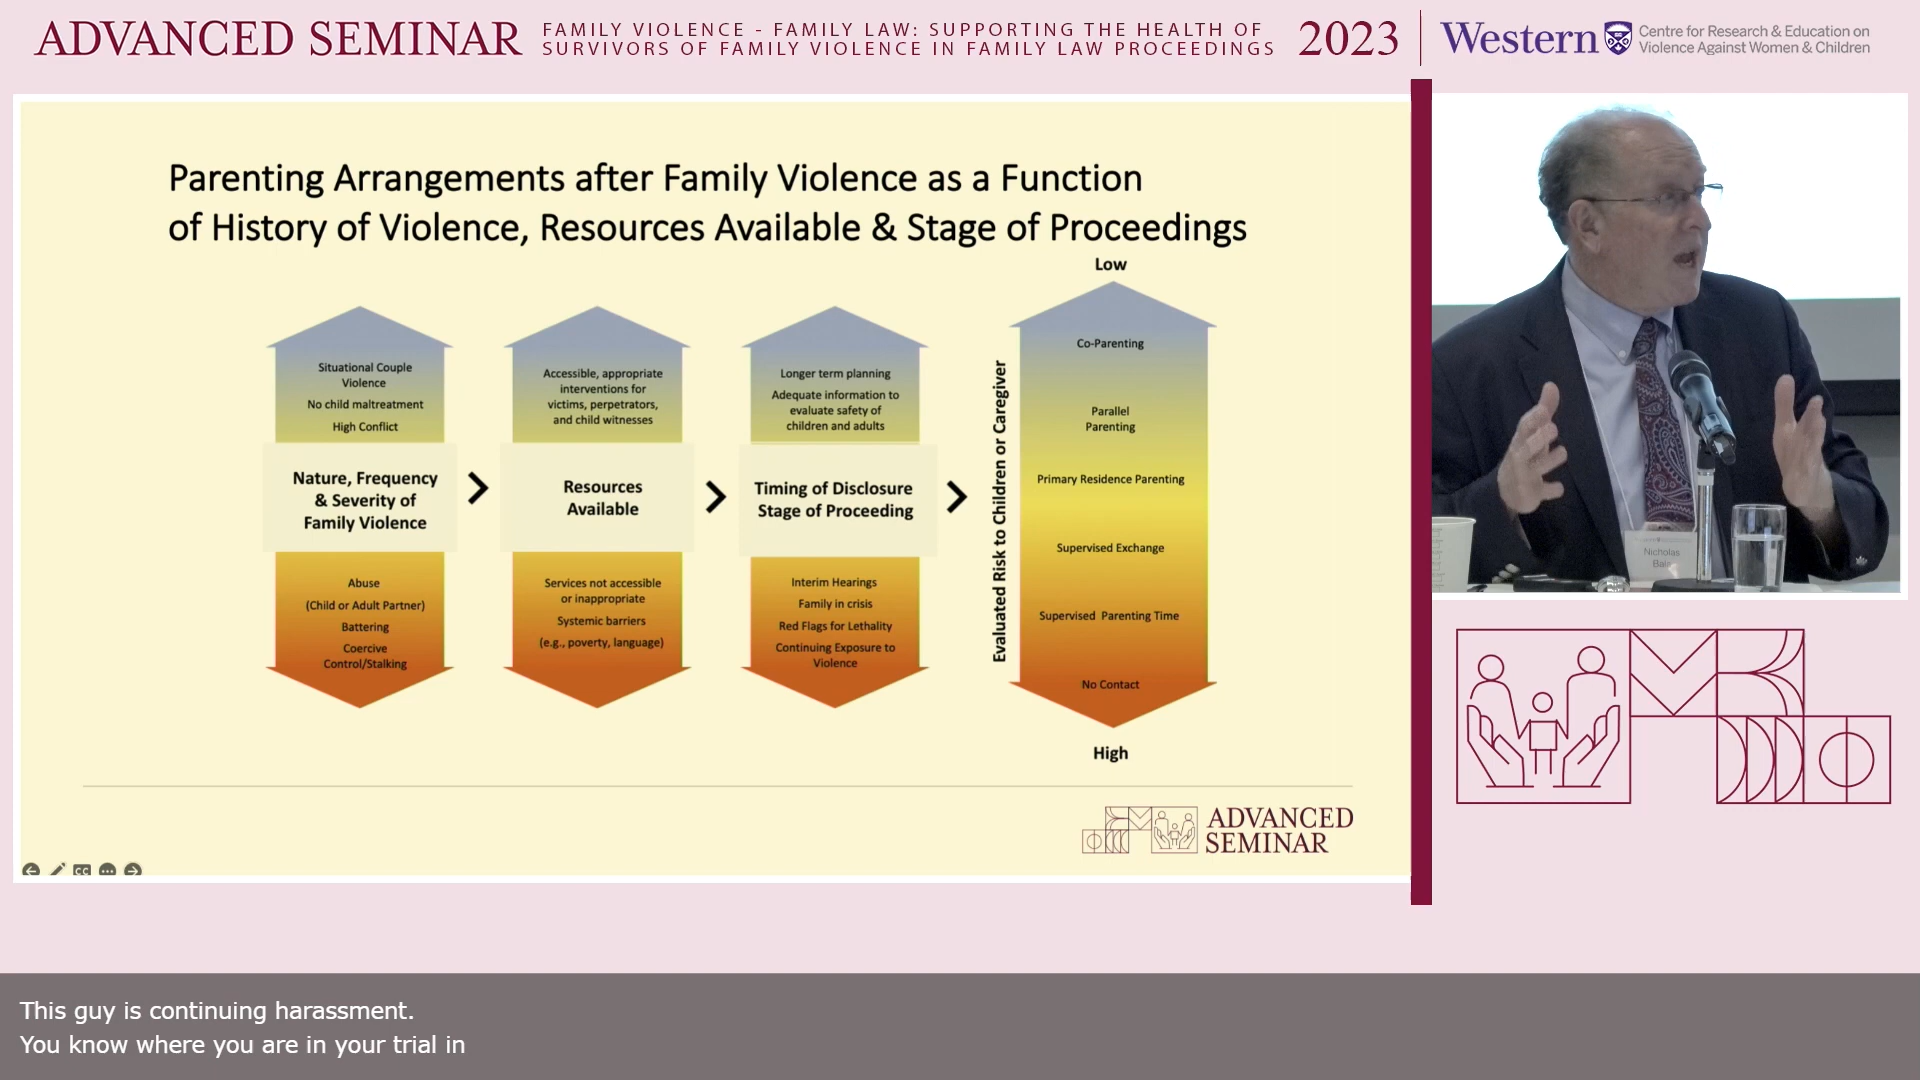 ADVANCED SEMINAR
FAMILY VIOLENCE - FAMILY LAW: SUPPORTING THE HEALTH OF
SURVIVORS OF FAMILY VIOLENCE IN FAMILY LAW PROCEEDINGS
2023
Western
Centre for Research & Education on
Violence Against Women & Children
Parenting Arrangements after Family Violence as a Function
of History of Violence, Resources Available & Stage of Proceedings
Situational Couple
Violence
No child maltreatment
High Conflict
Nature, Frequency
& Severity of
Family Violence
Abuse
(Child or Adult Partner)
Battering
Coercive
Control/Stalking
Accessible, appropriate
interventions for
victims, perpetrators,
and child witnesses
Resources
Available
Services not accessible
or inappropriate
Systemic barriers
(e.g., poverty, language)
Longer term planning
Adequate information to
evaluate safety of
children and adults
Timing of Disclosure
Stage of Proceeding
Interim Hearings
Family in crisis
Red Flags for Lethality
Continuing Exposure to
Violence
Evaluated Risk to Children or Caregiver
Low
Co-Parenting
Parallel
Parenting
Primary Residence Parenting
Supervised Exchange
Supervised Parenting Time
No Contact
High
ADVANCED
SEMINAR
CC
Nicholas
This guy is continuing harassment.
You know where you are in your trial in